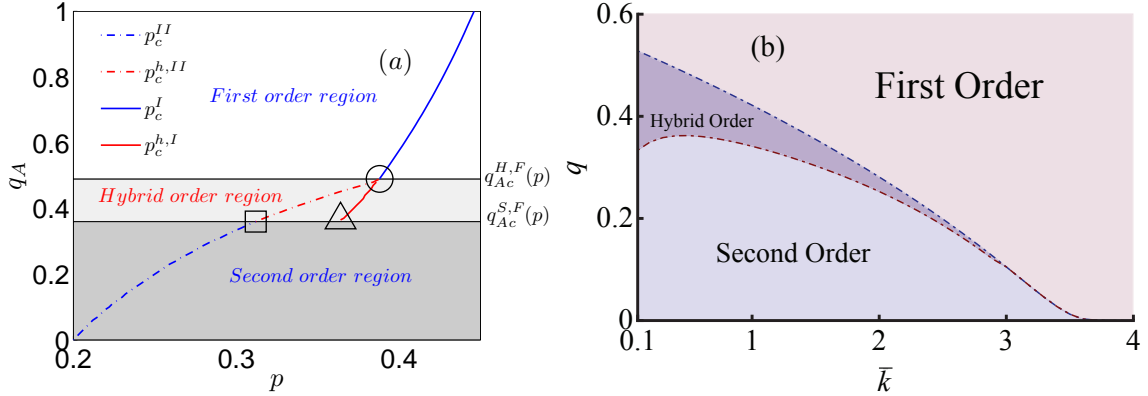 1
0.8
0.6
0.4
0.2
0
q_A
0.2
0.3
0.4
p
p_c^{II}
p_c^{h,II}
p_c^{I}
p_c^{h,I}
(a)
First order region
Hybrid order region
Second order region
q_{Ac}^{H,F}(p)
q_{Ac}^{S,F}(p)
(b)
0.6
0.4
0.2
0
q
First Order
Hybrid Order
Second Order
0.1
1
2
3
4
k̄